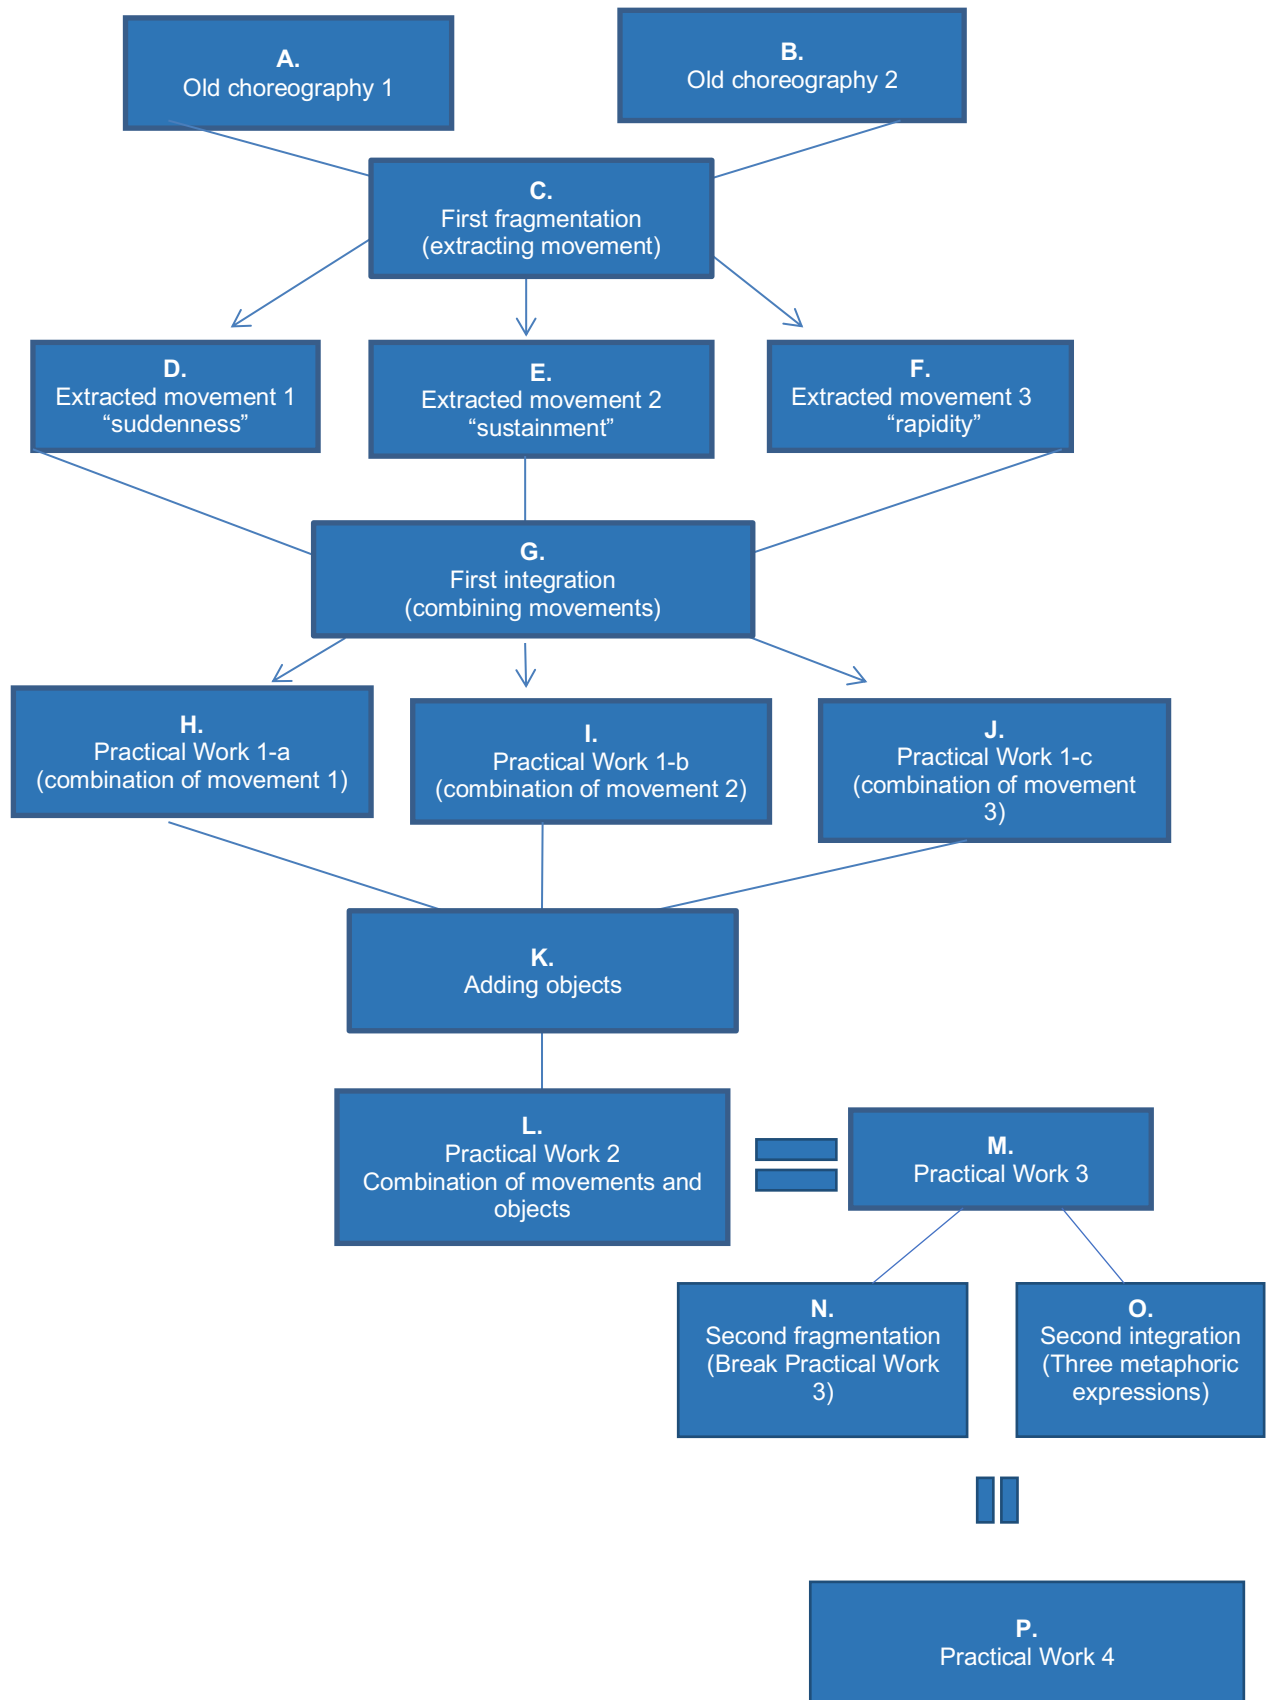 A.
Old choreography 1
B.
Old choreography 2
C.
First fragmentation
(extracting movement)
D.
Extracted movement 1
“suddenness”
E.
Extracted movement 2
“sustainment”
F.
Extracted movement 3
“rapidity”
G.
First integration
(combining movements)
H.
Practical Work 1-a
(combination of movement 1)
I.
Practical Work 1-b
(combination of movement 2)
J.
Practical Work 1-c
(combination of movement
3)
K.
Adding objects
L.
Practical Work 2
Combination of movements and
objects
M.
Practical Work 3
N.
Second fragmentation
(Break Practical Work
3)
O.
Second integration
(Three metaphoric
expressions)
P.
Practical Work 4